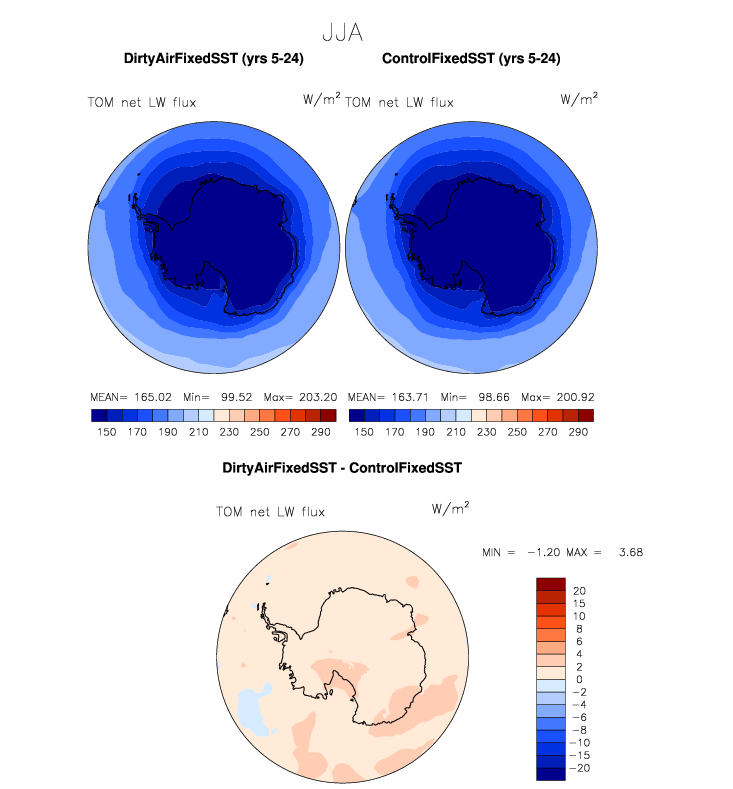 JJA
DirtyAirFixedSST (yrs 5-24) ControlFixedSST (yrs 5-24)
TOM net LW flux W/m² TOM net LW flux W/m²
MEAN= 165.02 Min= 99.52 Max= 203.20 MEAN= 163.71 Min= 98.66 Max= 200.92
150 170 190 210 230 250 270 290 150 170 190 210 230 250 270 290
DirtyAirFixedSST - ControlFixedSST
TOM net LW flux W/m²
MIN = −1.20 MAX = 3.68
20
15
10
8
6
4
2
0
−2
−4
−6
−8
−10
−15
−20